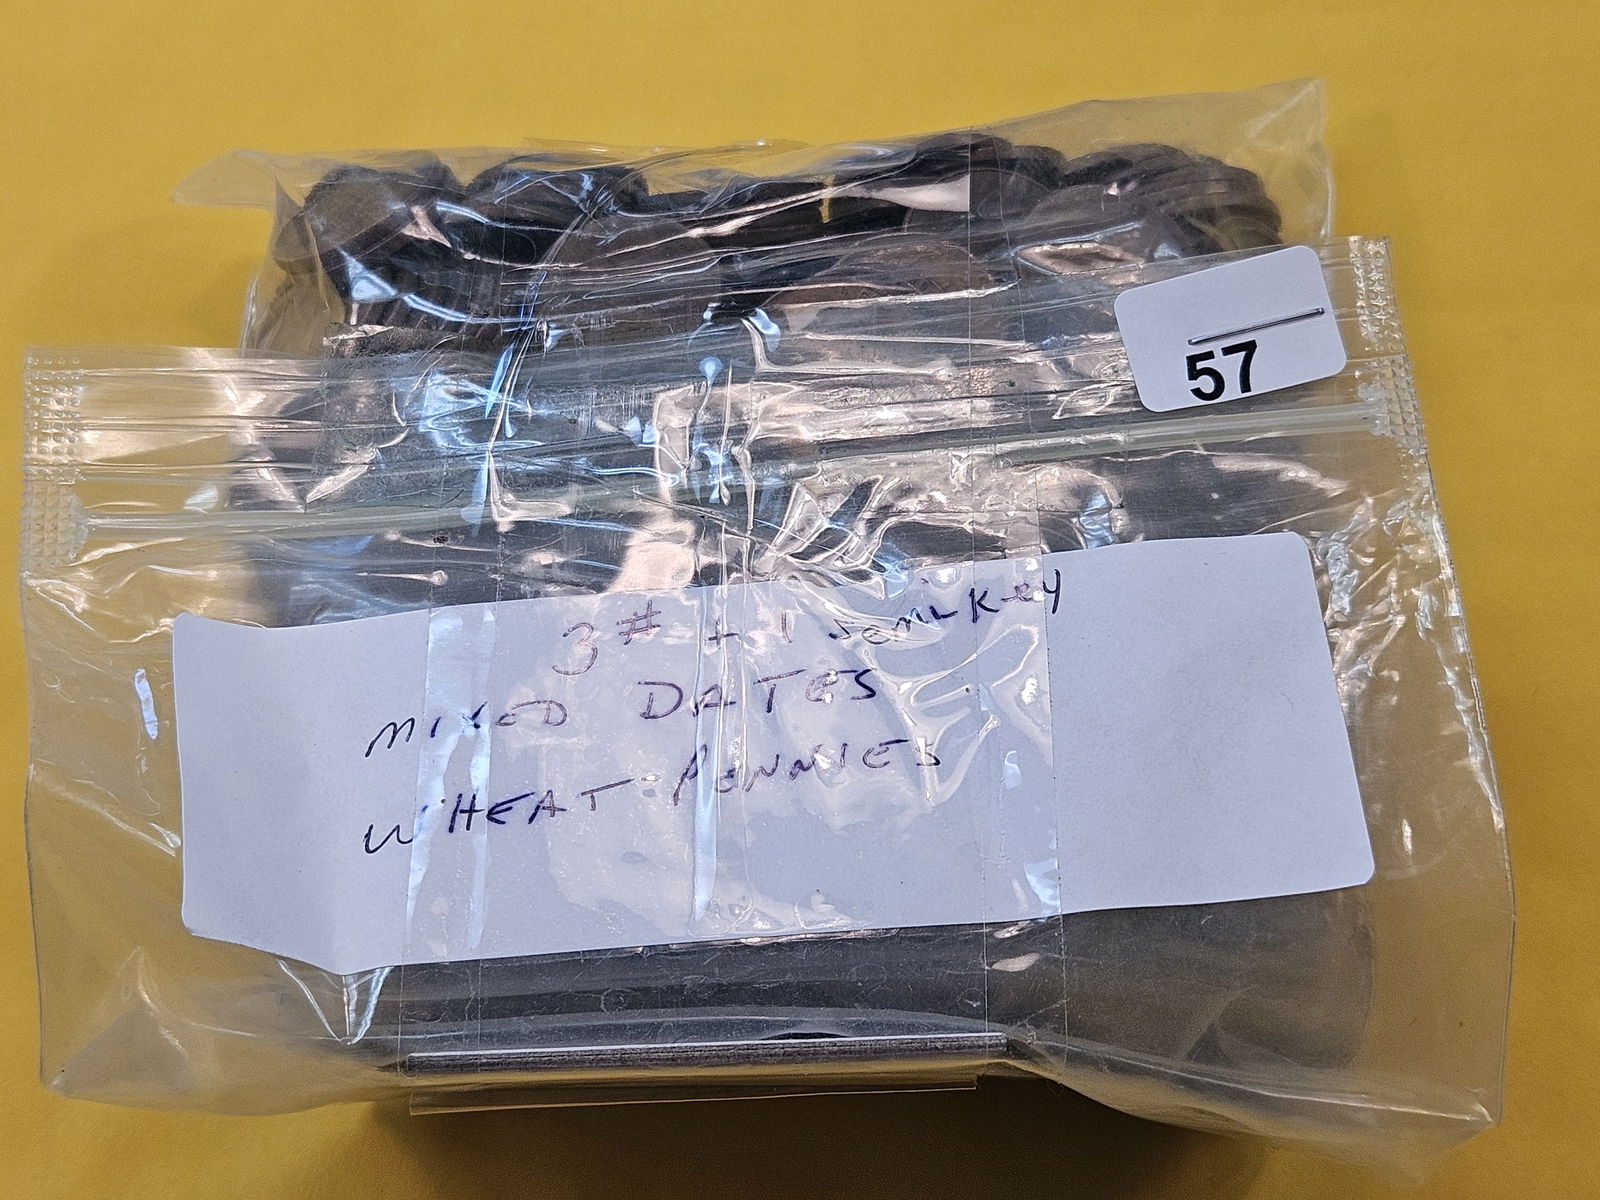 57
3# + 1 semi-key
MIXED DATES
WHEAT PENNIES